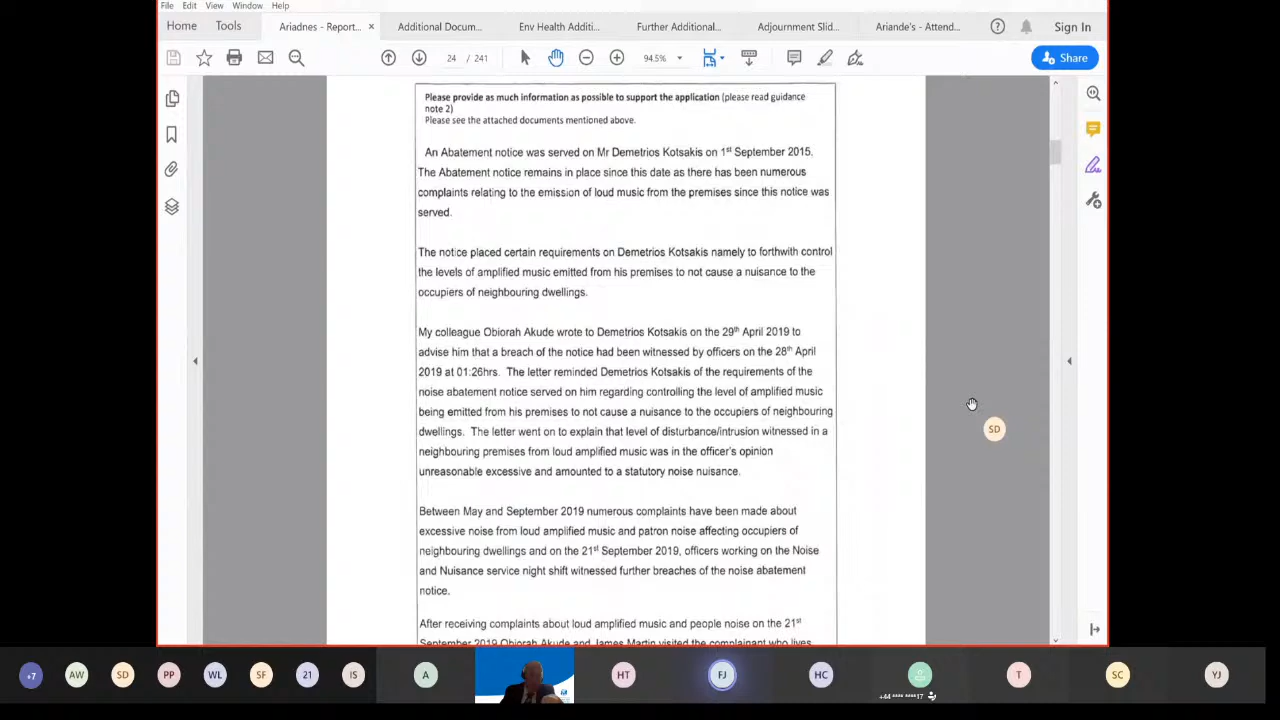 File Edit View Window Help
Home Tools Ariadnes - Report... × Additional Docum... Env Health Additi... Further Additional... Adjournment Slid... Ariande's - Attend... Sign In
24 / 241 94.5% Share
Please provide as much information as possible to support the application (please read guidance
note 2)
Please see the attached documents mentioned above.
An Abatement notice was served on Mr Demetrios Kotsakis on 1st September 2015.
The Abatement notice remains in place since this date as there has been numerous
complaints relating to the emission of loud music from the premises since this notice was
served.
The notice placed certain requirements on Demetrios Kotsakis namely to forthwith control
the levels of amplified music emitted from his premises to not cause a nuisance to the
occupiers of neighbouring dwellings.
My colleague Obiorah Akude wrote to Demetrios Kotsakis on the 29th April 2019 to
advise him that a breach of the notice had been witnessed by officers on the 28th April
2019 at 01:26hrs. The letter reminded Demetrios Kotsakis of the requirements of the
noise abatement notice served on him regarding controlling the level of amplified music
being emitted from his premises to not cause a nuisance to the occupiers of neighbouring
dwellings. The letter went on to explain that level of disturbance/intrusion witnessed in a
neighbouring premises from loud amplified music was in the officer's opinion
unreasonable excessive and amounted to a statutory noise nuisance.
SD
Between May and September 2019 numerous complaints have been made about
excessive noise from loud amplified music and patron noise affecting occupiers of
neighbouring dwellings and on the 21st September 2019, officers working on the Noise
and Nuisance service night shift witnessed further breaches of the noise abatement
notice.
After receiving complaints about loud amplified music and people noise on the 21st
September 2019 Obiorah Akude and James Martin visited the complainant who lives
+7 AW SD PP WL SF 21 IS A HT FJ HC T SC YJ
+44 **** ****17